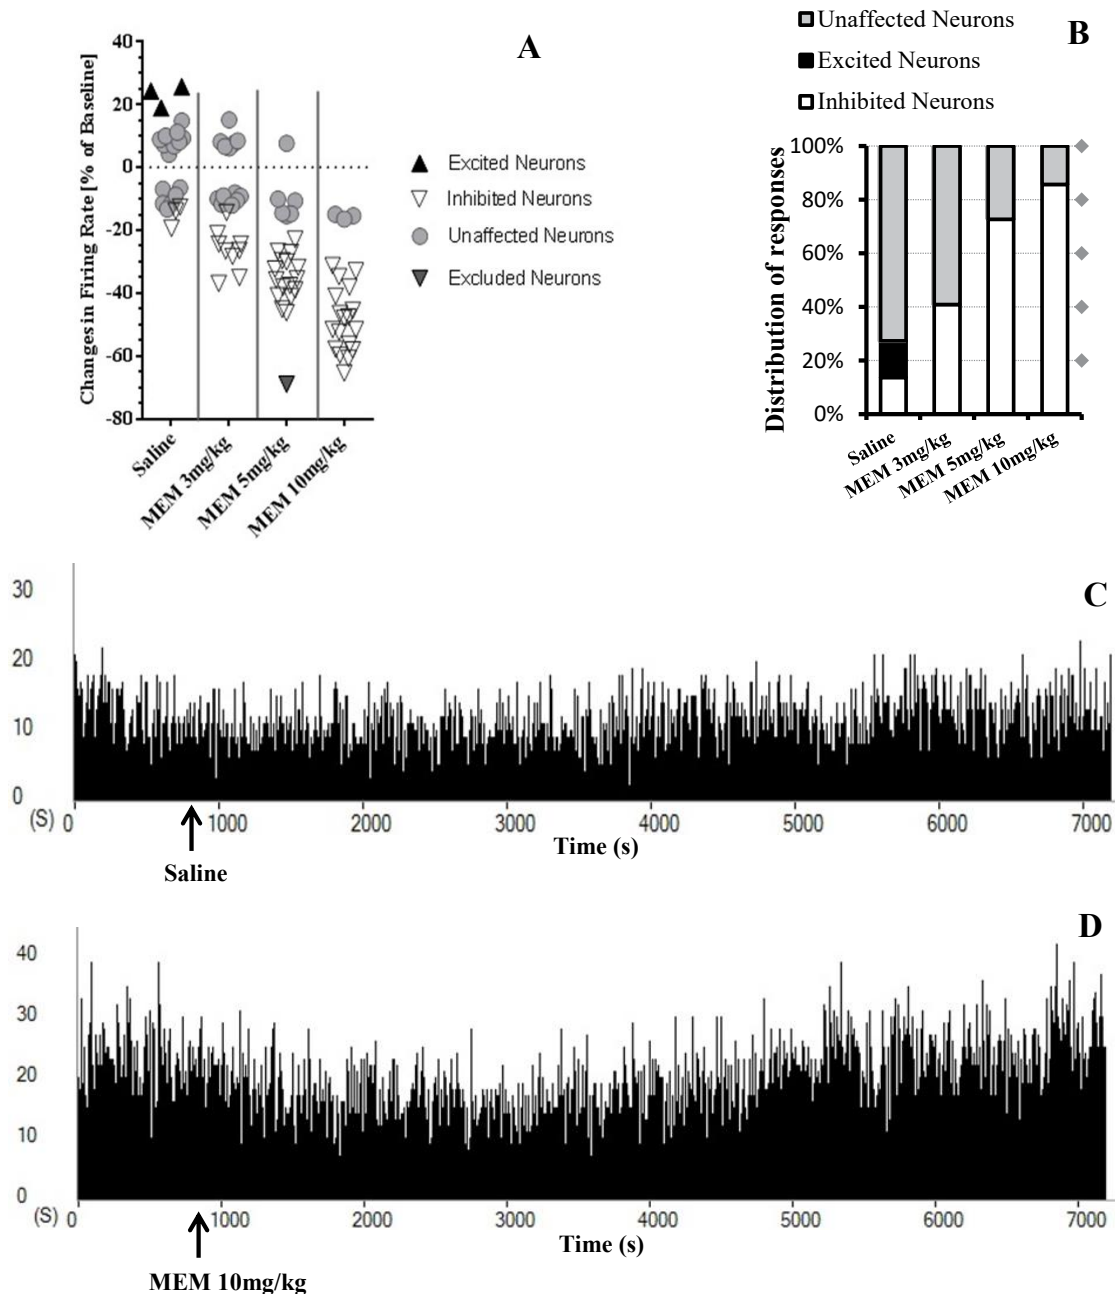 A
Changes in Firing Rate [% of Baseline]
40
20
0
-20
-40
-60
-80
Saline
MEM 3mg/kg
MEM 5mg/kg
MEM 10mg/kg
Excited Neurons
Inhibited Neurons
Unaffected Neurons
Excluded Neurons
B
Unaffected Neurons
Excited Neurons
Inhibited Neurons
Distribution of responses
100%
80%
60%
40%
20%
0%
Saline
MEM 3mg/kg
MEM 5mg/kg
MEM 10mg/kg
C
30
20
10
0
(S) 0 1000 2000 3000 4000 5000 6000 7000
Time (s)
Saline
D
40
30
20
10
0
(S) 0 1000 2000 3000 4000 5000 6000 7000
Time (s)
MEM 10mg/kg